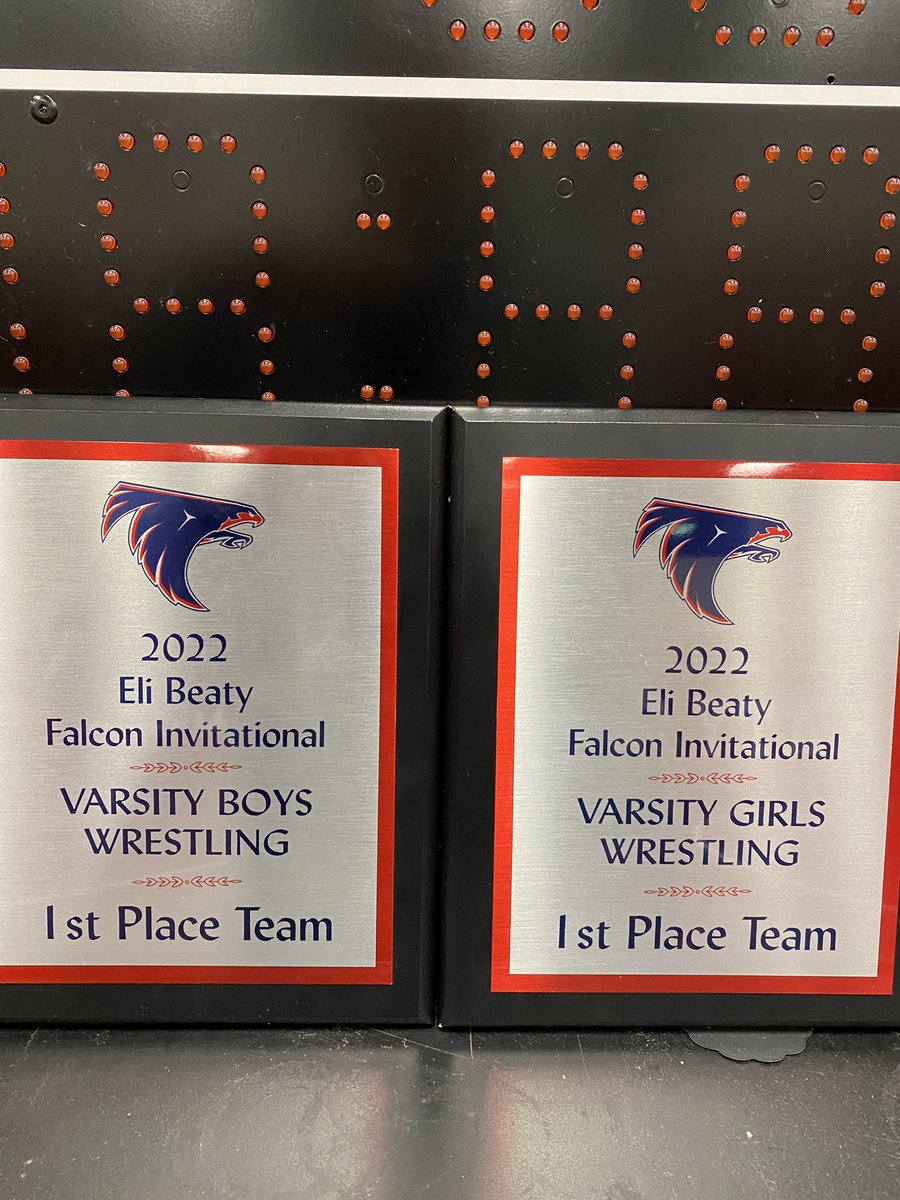 2022
Eli Beaty
Falcon Invitational
VARSITY BOYS
WRESTLING
1st Place Team
2022
Eli Beaty
Falcon Invitational
VARSITY GIRLS
WRESTLING
1st Place Team